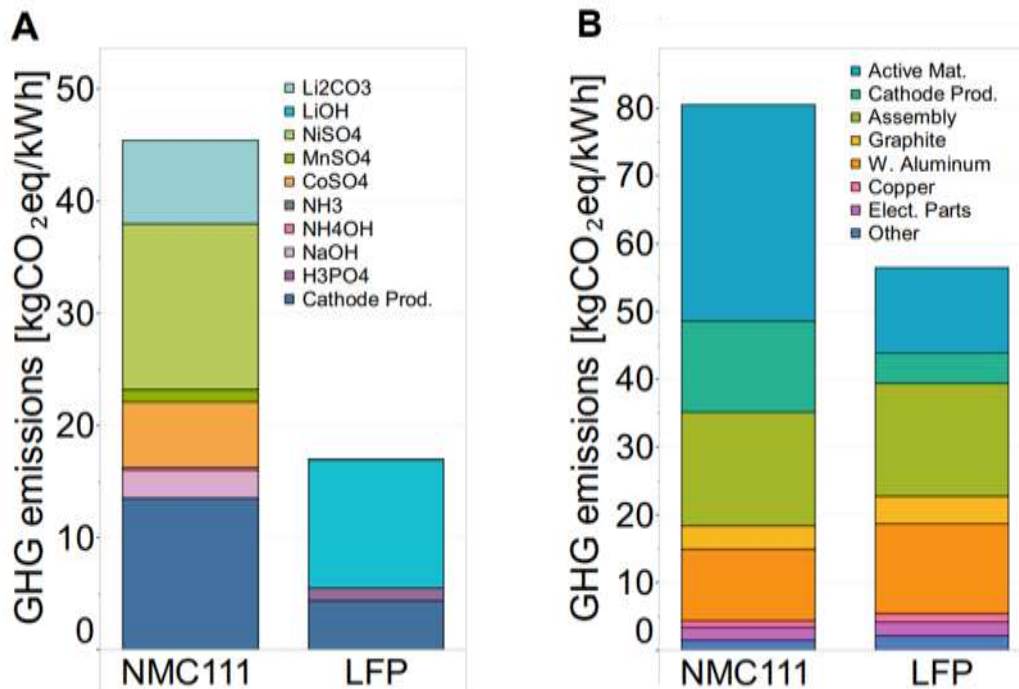 A
GHG emissions [kgCO₂eq/kWh]
50
40
30
20
10
0
Li2CO3
LiOH
NiSO4
MnSO4
CoSO4
NH3
NH4OH
NaOH
H3PO4
Cathode Prod.
NMC111
LFP
B
GHG emissions [kgCO₂eq/kWh]
80
70
60
50
40
30
20
10
0
Active Mat.
Cathode Prod.
Assembly
Graphite
W. Aluminum
Copper
Elect. Parts
Other
NMC111
LFP